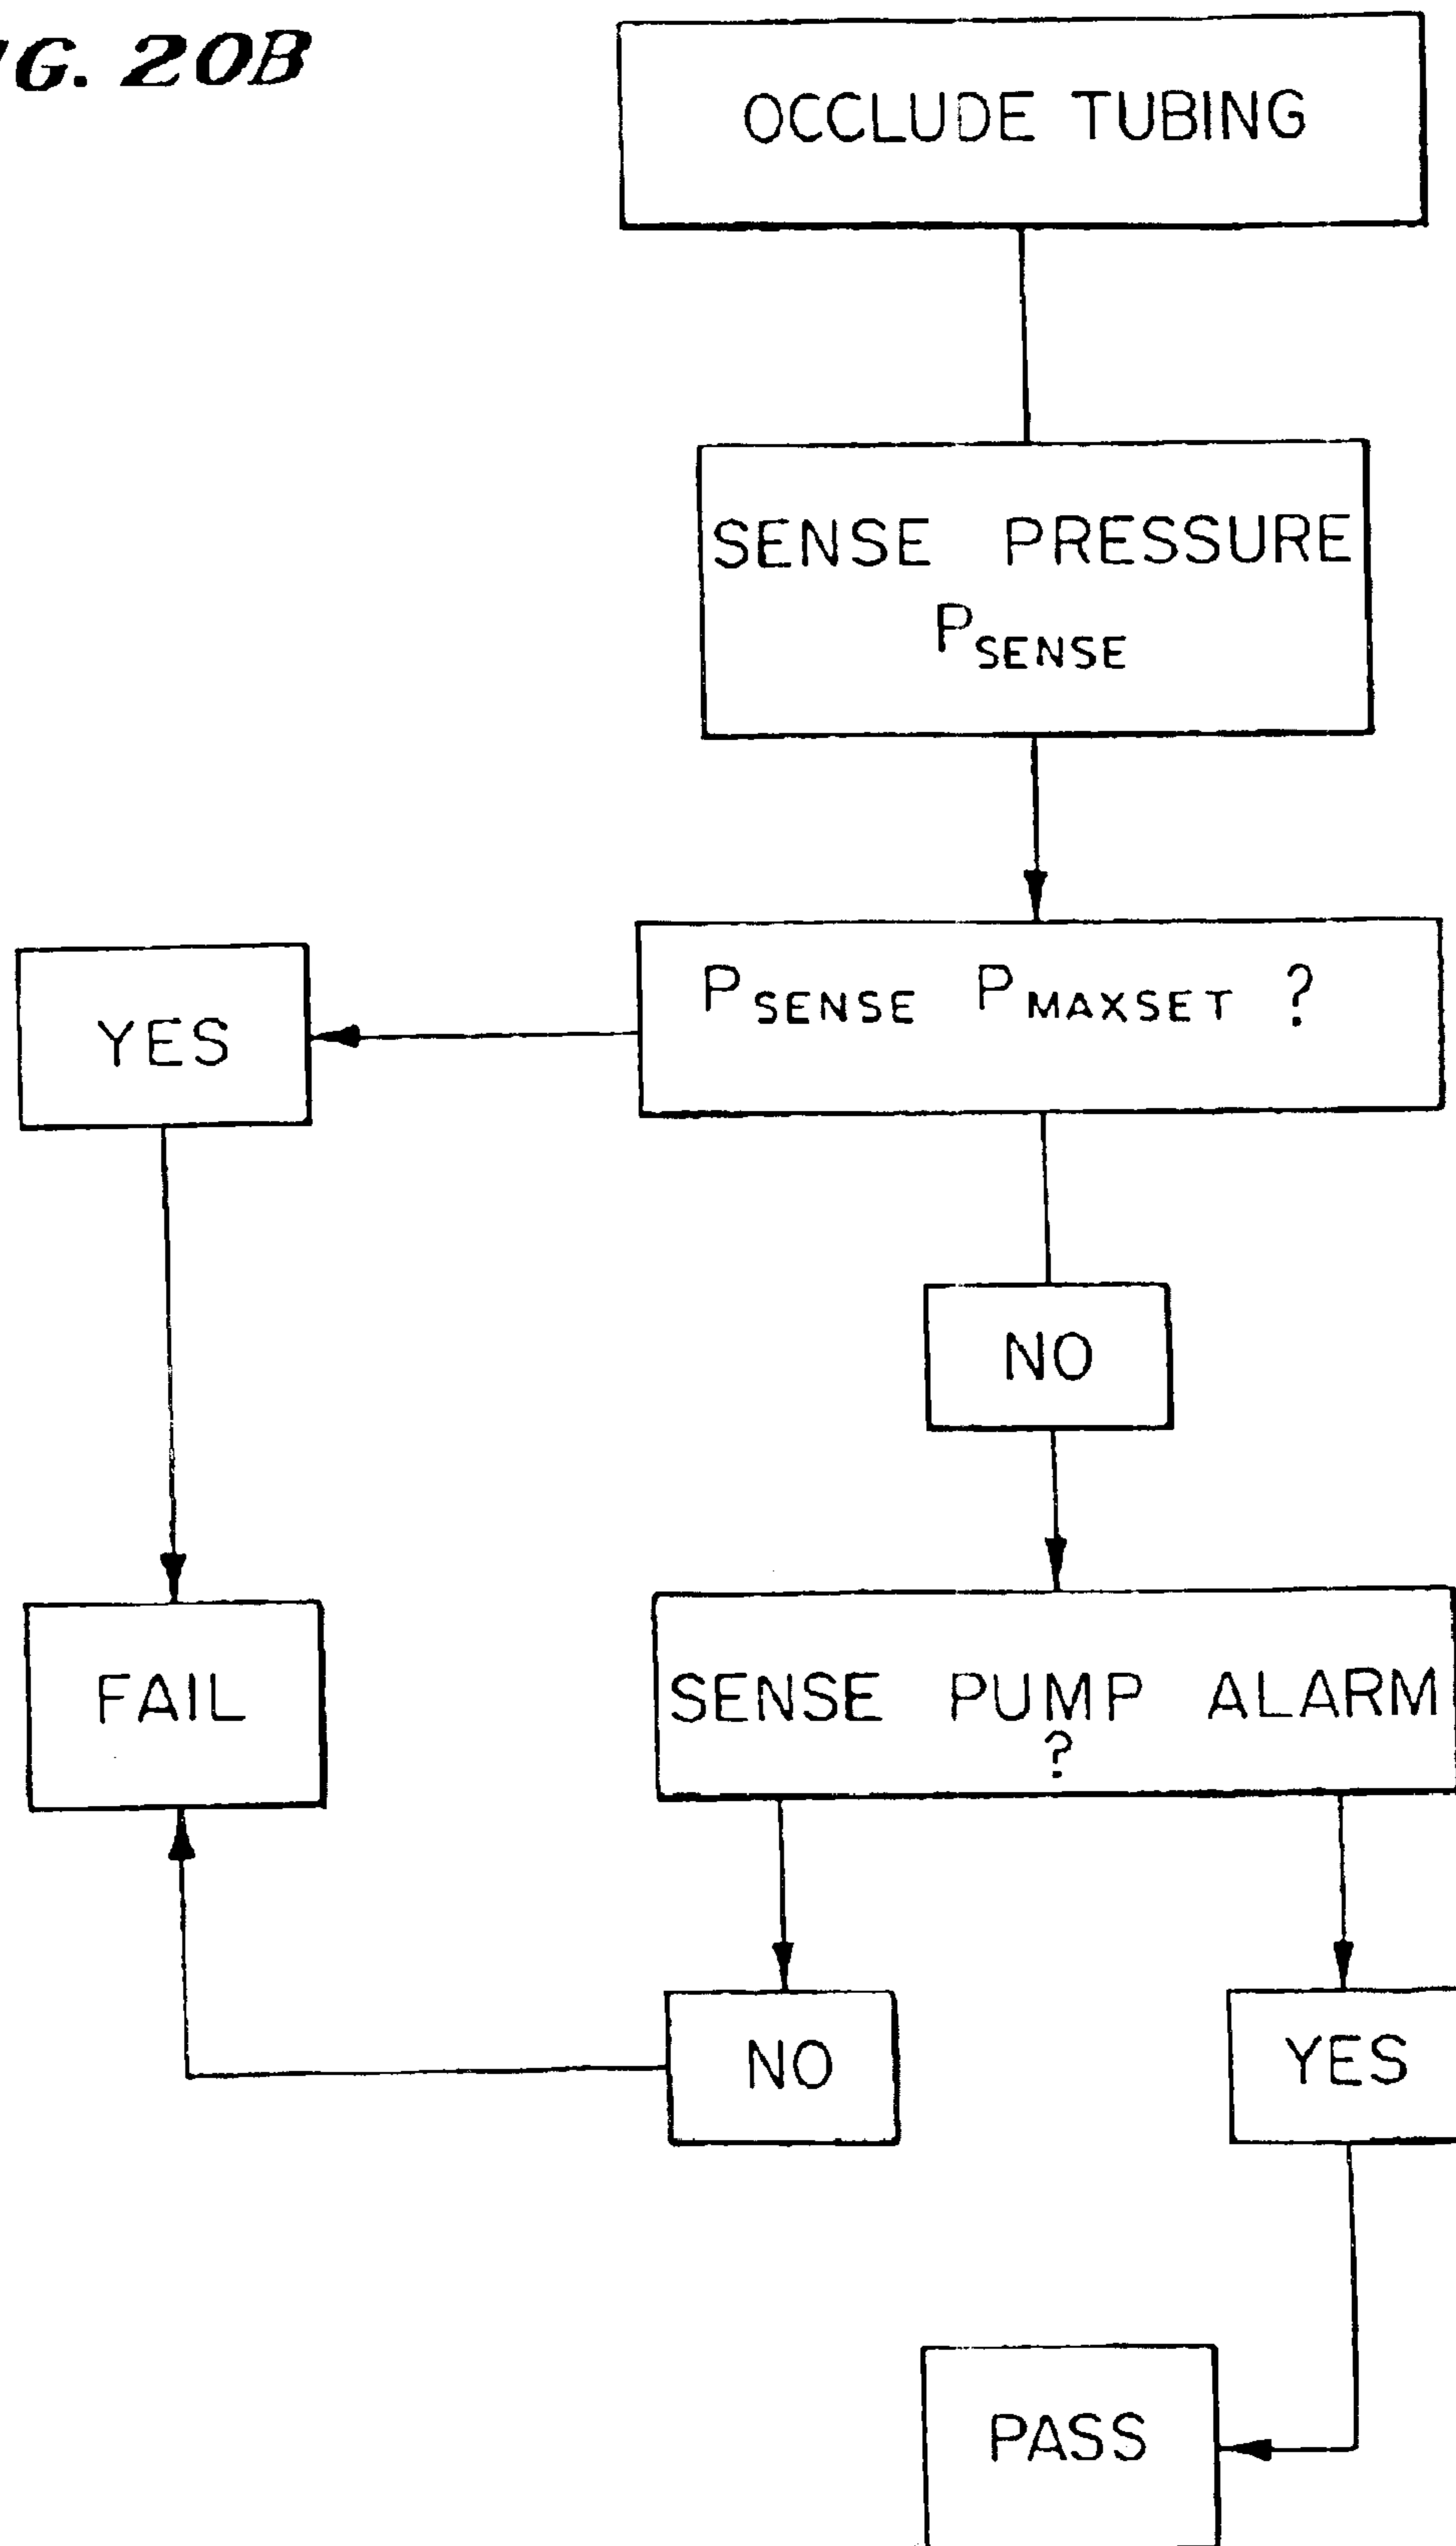 G. 20B
OCCLUDE TUBING
SENSE PRESSURE
PSENSE
PSENSE PMAXSET ?
YES
NO
SENSE PUMP ALARM
?
FAIL
NO
YES
PASS